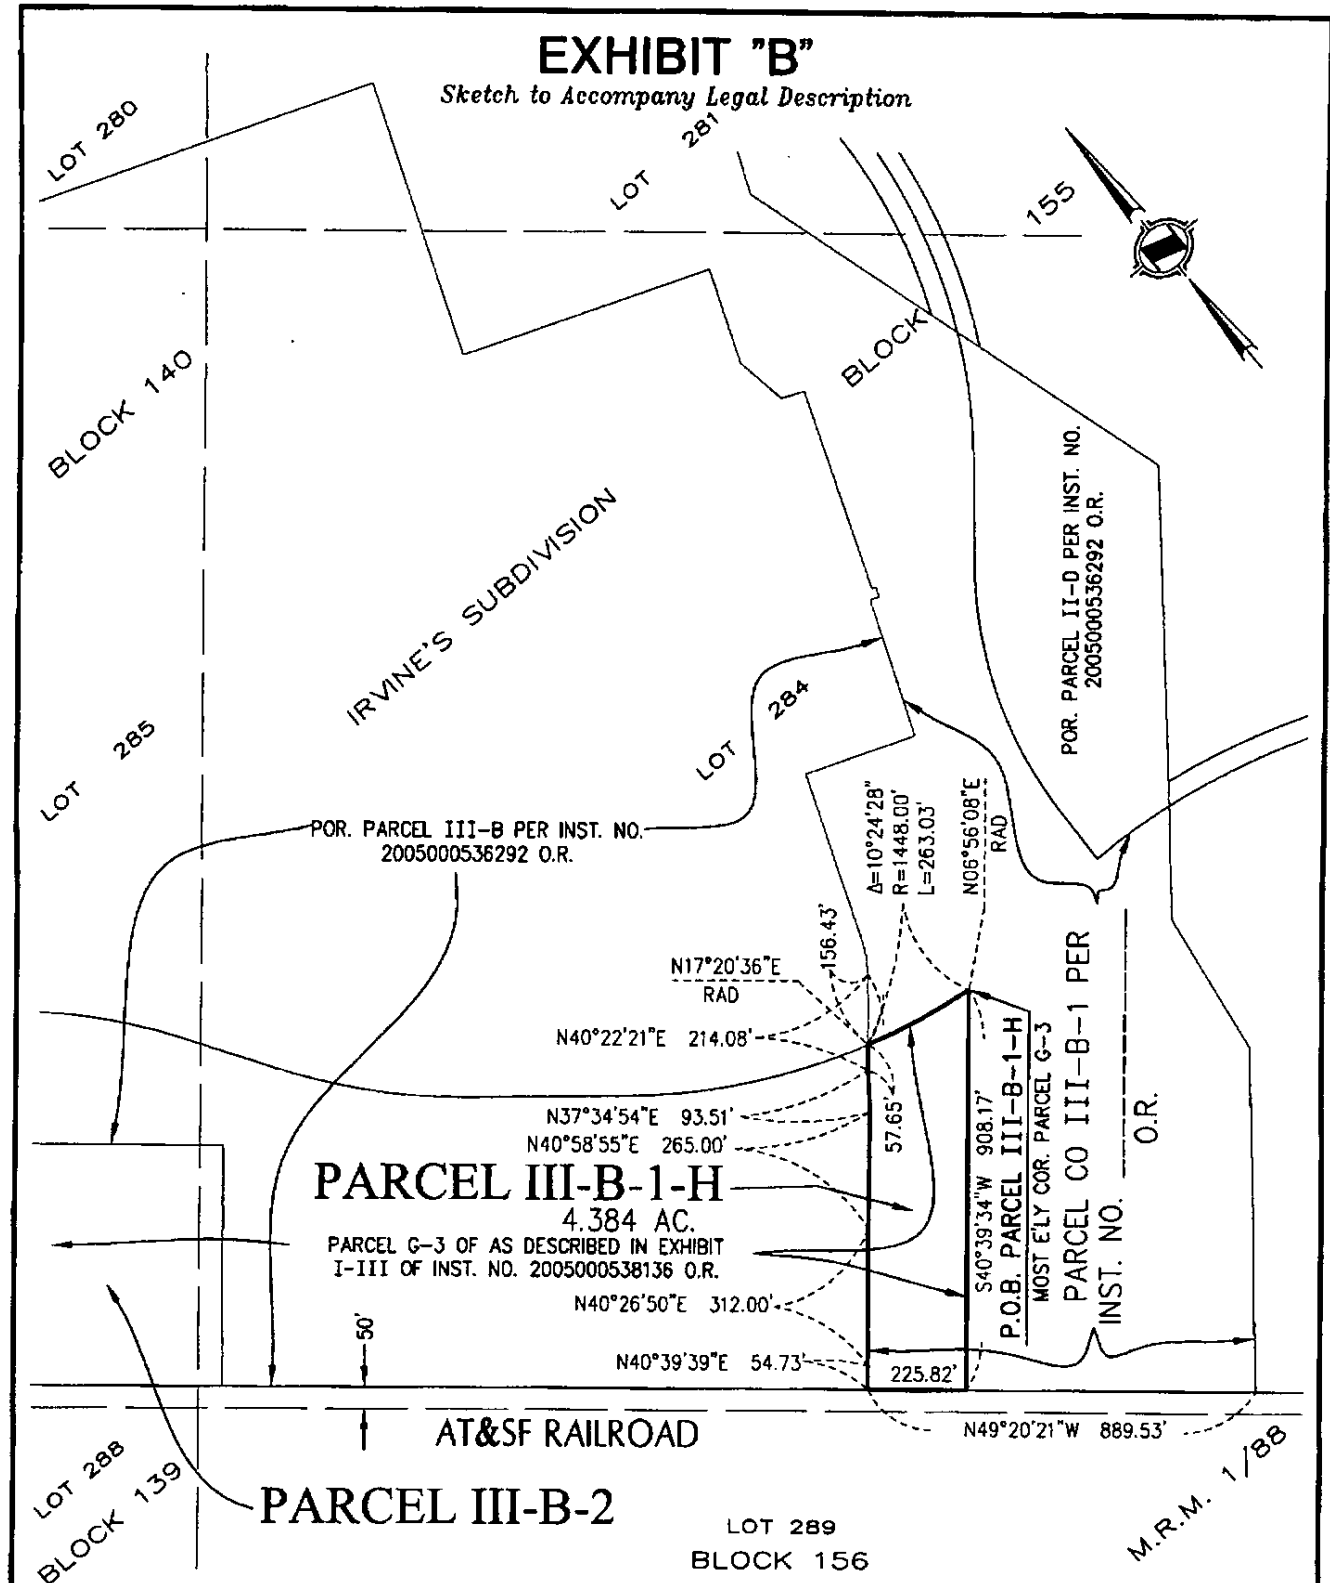 EXHIBIT "B"
Sketch to Accompany Legal Description
LOT 280
LOT 281
155
BLOCK
BLOCK 140
IRVINE'S SUBDIVISION
POR. PARCEL II-D PER INST. NO.
2005000536292 O.R.
LOT 285
LOT 284
POR. PARCEL III-B PER INST. NO.
2005000536292 O.R.
Δ=10°24'28"
R=1448.00'
L=263.03'
N06°56'08"E
RAD
156.43'
N17°20'36"E
RAD
N40°22'21"E 214.08'
N37°34'54"E 93.51'
N40°58'55"E 265.00'
57.65'
PARCEL III-B-1-H
4.384 AC.
PARCEL G-3 OF AS DESCRIBED IN EXHIBIT
I-III OF INST. NO. 2005000538136 O.R.
N40°26'50"E 312.00'
N40°39'39"E 54.73'
S40°39'34"W 908.17'
P.O.B. PARCEL III-B-1-H
MOST E'LY COR. PARCEL G-3
PARCEL CO III-B-1 PER
INST. NO.
O.R.
225.82'
50'
N49°20'21"W 889.53'
AT&SF RAILROAD
LOT 288
BLOCK 139
PARCEL III-B-2
LOT 289
BLOCK 156
M.R.M. 1/88